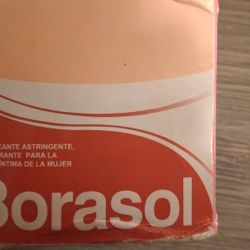 CANTE ASTRINGENTE,
RANTE PARA LA
ÍNTIMA DE LA MUJER
Borasol